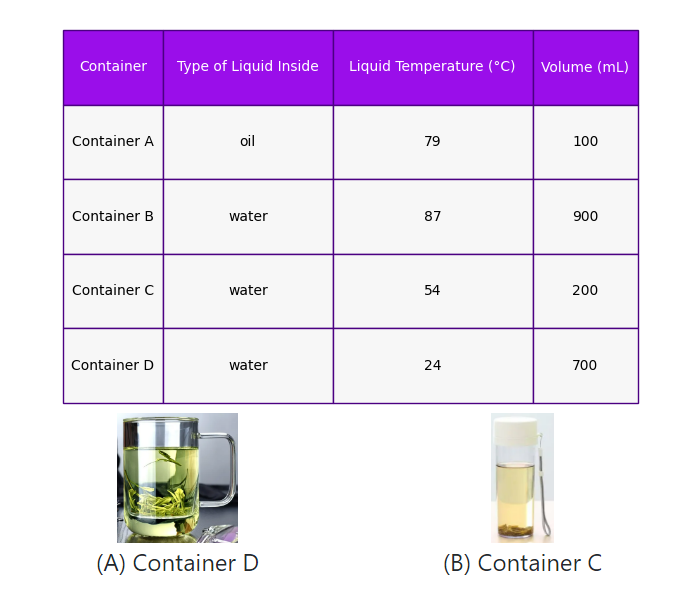 Container Type of Liquid Inside Liquid Temperature (°C) Volume (mL)
Container A oil 79 100
Container B water 87 900
Container C water 54 200
Container D water 24 700
(A) Container D (B) Container C